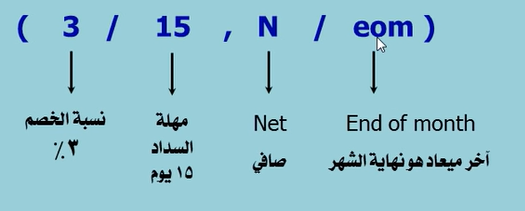 ( 3 / 15 , N / eom )
نسبة الخصم
٣٪
مهلة
السداد
١٥ يوم
Net
صافي
End of month
آخر ميعاد هو نهاية الشهر